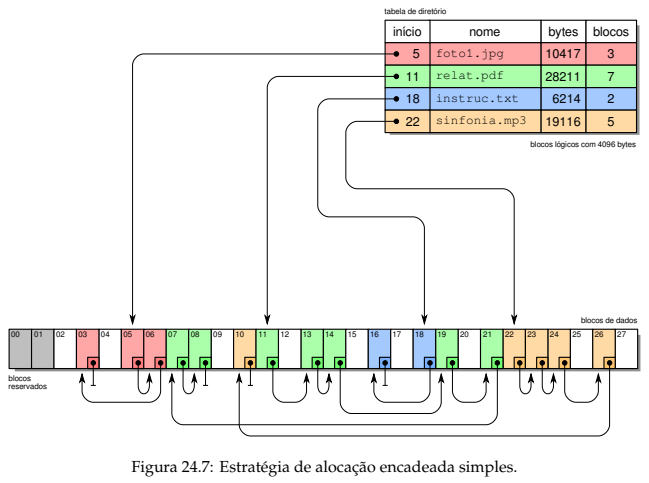 tabela de diretório
início nome bytes blocos
5 foto1.jpg 10417 3
11 relat.pdf 28211 7
18 instruc.txt 6214 2
22 sinfonia.mp3 19116 5
blocos lógicos com 4096 bytes
blocos de dados
00 01 02 03 04 05 06 07 08 09 10 11 12 13 14 15 16 17 18 19 20 21 22 23 24 25 26 27
blocos
reservados
Figura 24.7: Estratégia de alocação encadeada simples.